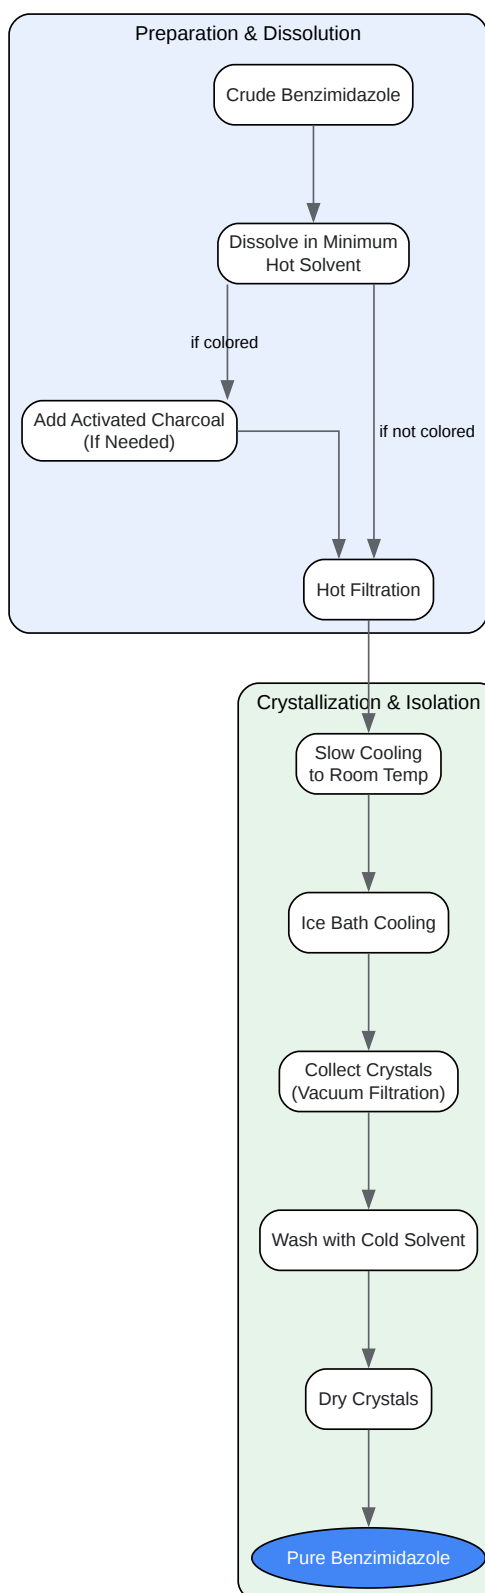 Preparation & Dissolution
Crude Benzimidazole
Dissolve in Minimum
Hot Solvent
if colored
Add Activated Charcoal
(If Needed)
if not colored
Hot Filtration
Crystallization & Isolation
Slow Cooling
to Room Temp
Ice Bath Cooling
Collect Crystals
(Vacuum Filtration)
Wash with Cold Solvent
Dry Crystals
Pure Benzimidazole